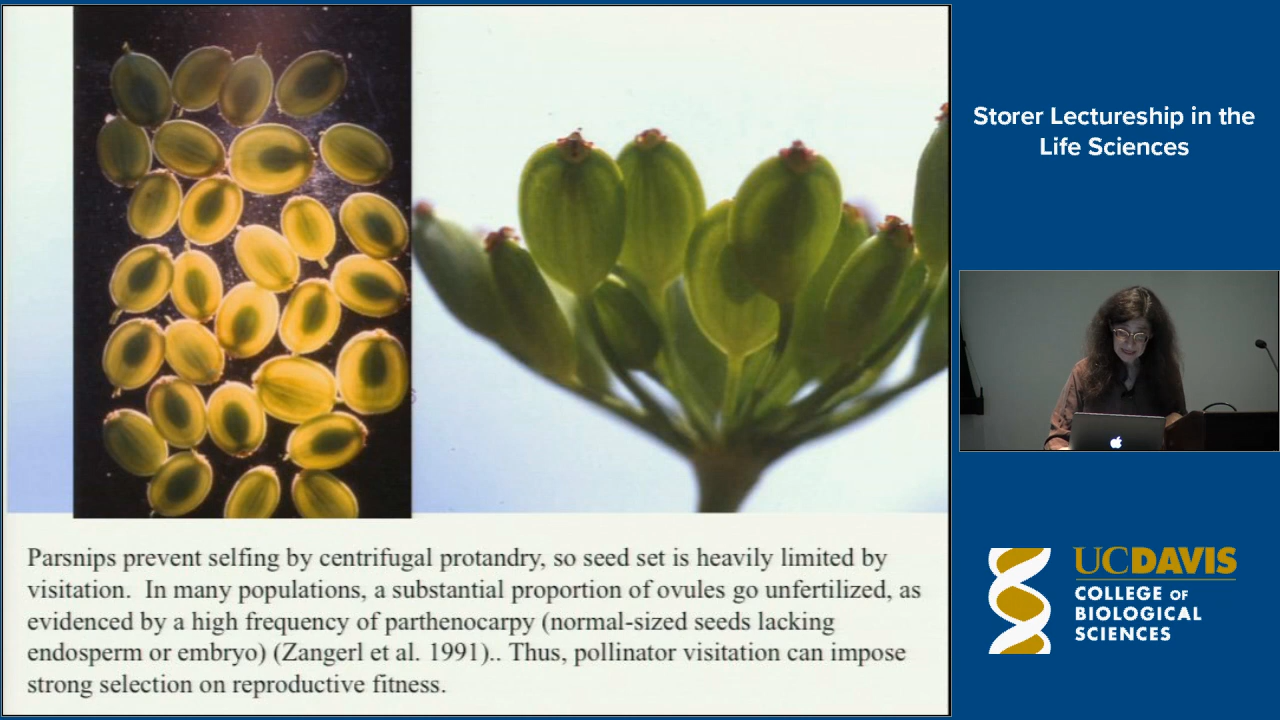 Storer Lectureship in the
Life Sciences
Parsnips prevent selfing by centrifugal protandry, so seed set is heavily limited by
visitation.  In many populations, a substantial proportion of ovules go unfertilized, as
evidenced by a high frequency of parthenocarpy (normal-sized seeds lacking
endosperm or embryo) (Zangerl et al. 1991).. Thus, pollinator visitation can impose
strong selection on reproductive fitness.
UCDAVIS
COLLEGE OF
BIOLOGICAL
SCIENCES